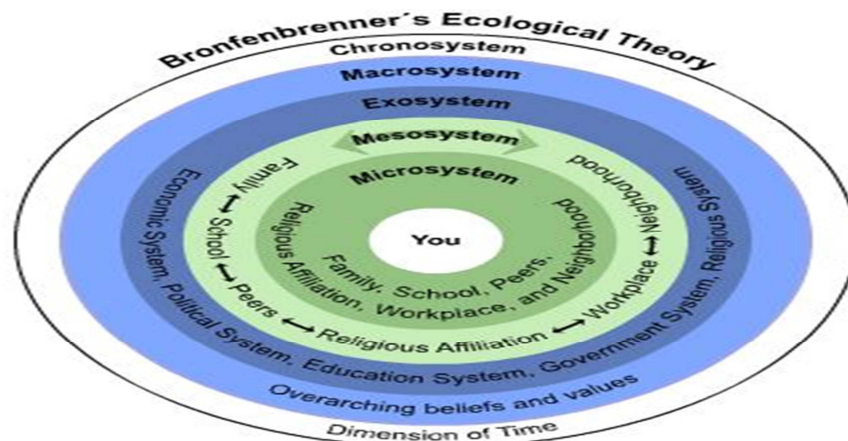 Bronfenbrenner´s Ecological Theory
Chronosystem
Macrosystem
Exosystem
Mesosystem
Microsystem
You
Family, School, Peers,
Religious Affiliation, Workplace, and Neighborhood
Family ↔ School ↔ Peers ↔ Religious Affiliation ↔ Workplace ↔ Neighborhood
Economic System, Political System, Education System, Government System, Religious System
Overarching beliefs and values
Dimension of Time